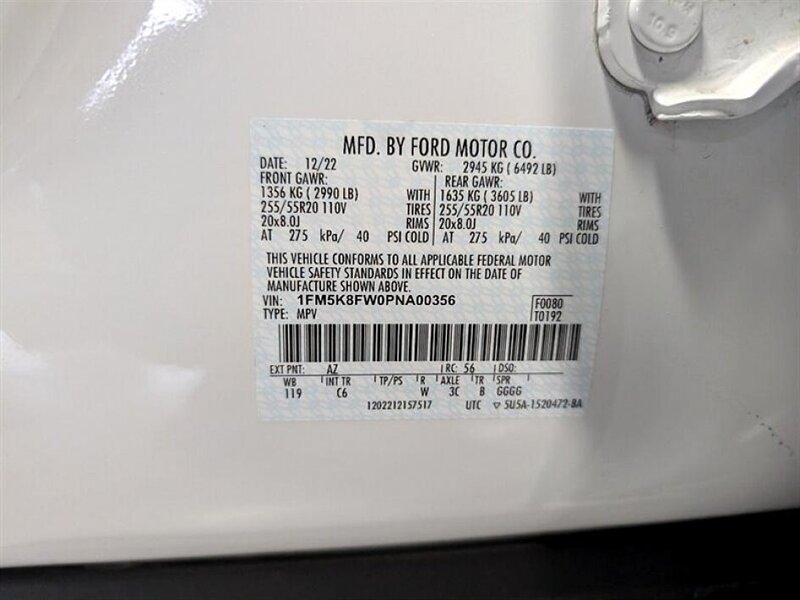 MFD. BY FORD MOTOR CO.
DATE: 12/22 GVWR: 2945 KG ( 6492 LB)
FRONT GAWR: REAR GAWR:
1356 KG ( 2990 LB) WITH 1635 KG ( 3605 LB) WITH
255/55R20 110V TIRES 255/55R20 110V TIRES
20x8.0J RIMS 20x8.0J RIMS
AT 275 kPa/ 40 PSI COLD AT 275 kPa/ 40 PSI COLD
THIS VEHICLE CONFORMS TO ALL APPLICABLE FEDERAL MOTOR
VEHICLE SAFETY STANDARDS IN EFFECT ON THE DATE OF
MANUFACTURE SHOWN ABOVE.
VIN: 1FM5K8FW0PNA00356 F0080
TYPE: MPV T0192
EXT PNT: AZ RC: 56 DSO:
WB INT TR TP/PS R AXLE TR SPR
119 C6 W 3C B GGGG
1202212157517 UTC ▽ 5U5A-1520472-BA
10.9